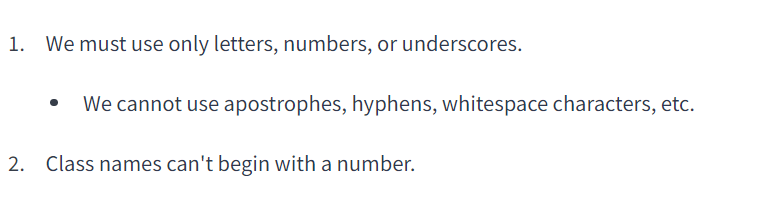 1. We must use only letters, numbers, or underscores.
• We cannot use apostrophes, hyphens, whitespace characters, etc.
2. Class names can't begin with a number.